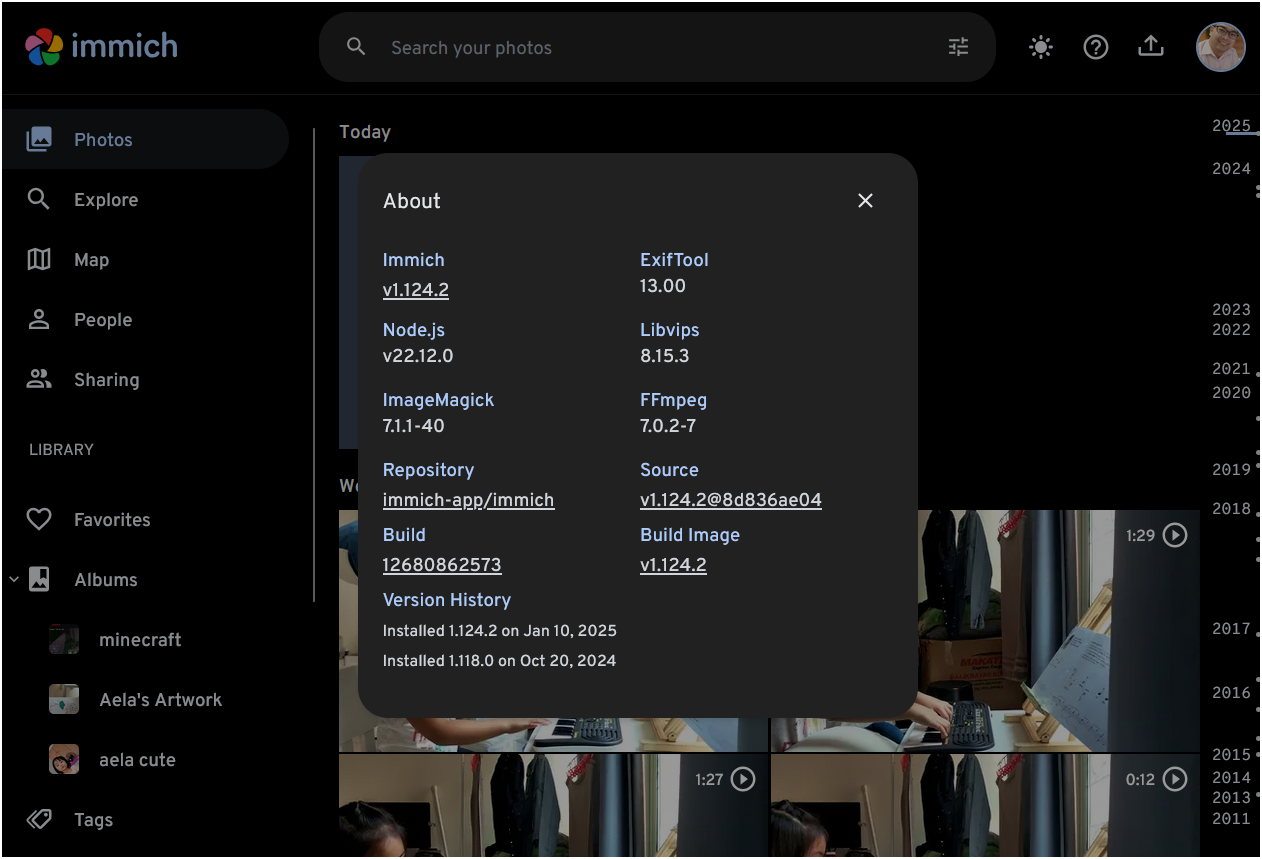 immich
Search your photos
Photos
Explore
Map
People
Sharing
LIBRARY
Favorites
Albums
minecraft
Aela's Artwork
aela cute
Tags
Today
About
Immich
v1.124.2
ExifTool
13.00
Node.js
v22.12.0
Libvips
8.15.3
ImageMagick
7.1.1-40
FFmpeg
7.0.2-7
Repository
immich-app/immich
Source
v1.124.2@8d836ae04
Build
12680862573
Build Image
v1.124.2
Version History
Installed 1.124.2 on Jan 10, 2025
Installed 1.118.0 on Oct 20, 2024
1:29
MAKATI
1:27
0:12
2025
2024
2023
2022
2021
2020
2019
2018
2017
2016
2015
2014
2013
2011